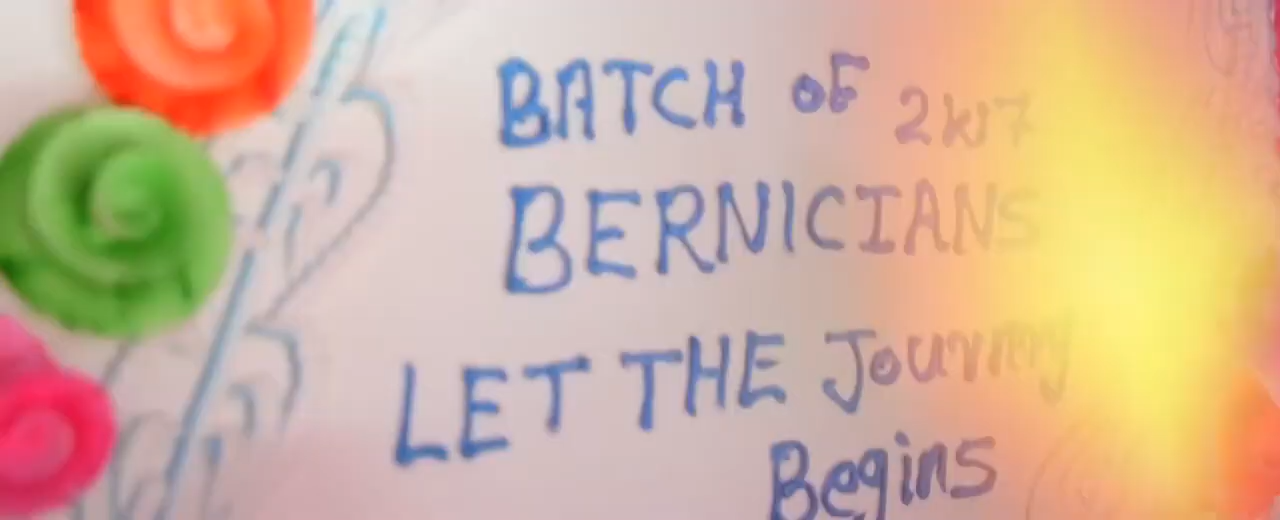 BATCH OF 2k17
BERNICIANS
LET THE Journey
Begins